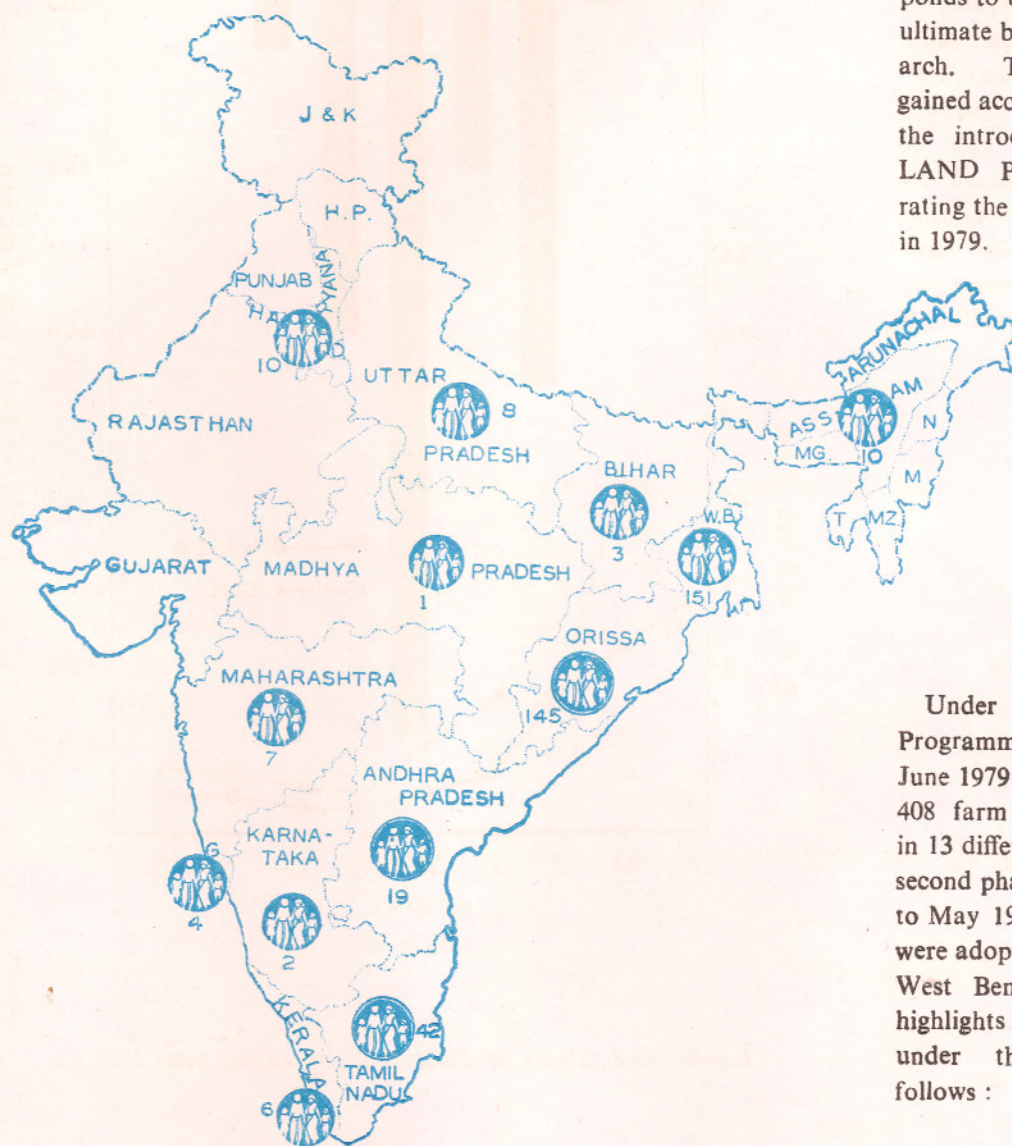 ponds to
ultimate b
arch. T
gained acc
the introd
LAND P
rating the
in 1979.
J & K
H.P.
PUNJAB
HARYANA
D
10
UTTAR
PRADESH
8
RAJASTHAN
ARUNACHAL
ASSAM
10
N
MG.
M
T
MZ.
BIHAR
3
W.B.
151
GUJARAT
MADHYA
PRADESH
1
ORISSA
145
MAHARASHTRA
7
ANDHRA
PRADESH
19
KARNA-
TAKA
2
G
4
KERALA
6
TAMIL
NADU
42
Under
Programm
June 1979
408 farm
in 13 diffe
second pha
to May 19
were adop
West Ben
highlights
under th
follows :